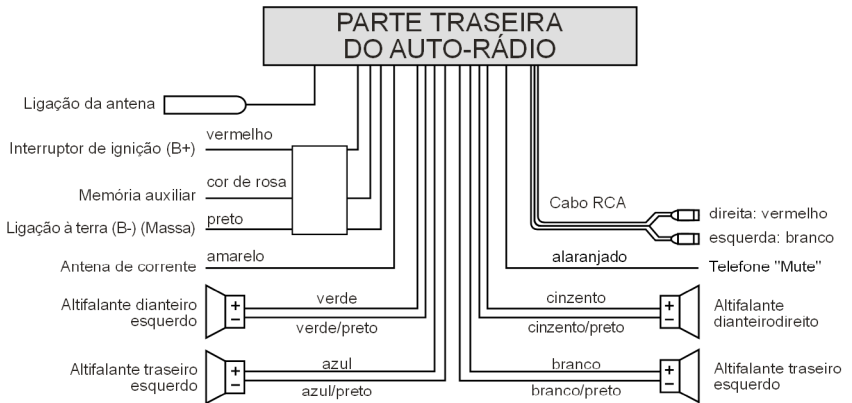 PARTE TRASEIRA
DO AUTO-RÁDIO
Ligação da antena
vermelho
Interruptor de ignição (B+)
cor de rosa
Memória auxiliar
preto
Ligação à terra (B-) (Massa)
amarelo
Antena de corrente
Altifalante dianteiro
esquerdo
verde
+
−
verde/preto
Altifalante traseiro
esquerdo
azul
+
−
azul/preto
Cabo RCA
direita: vermelho
esquerda: branco
alaranjado
Telefone "Mute"
cinzento
+
−
cinzento/preto
Altifalante
dianteirodireito
branco
+
−
branco/preto
Altifalante traseiro
esquerdo